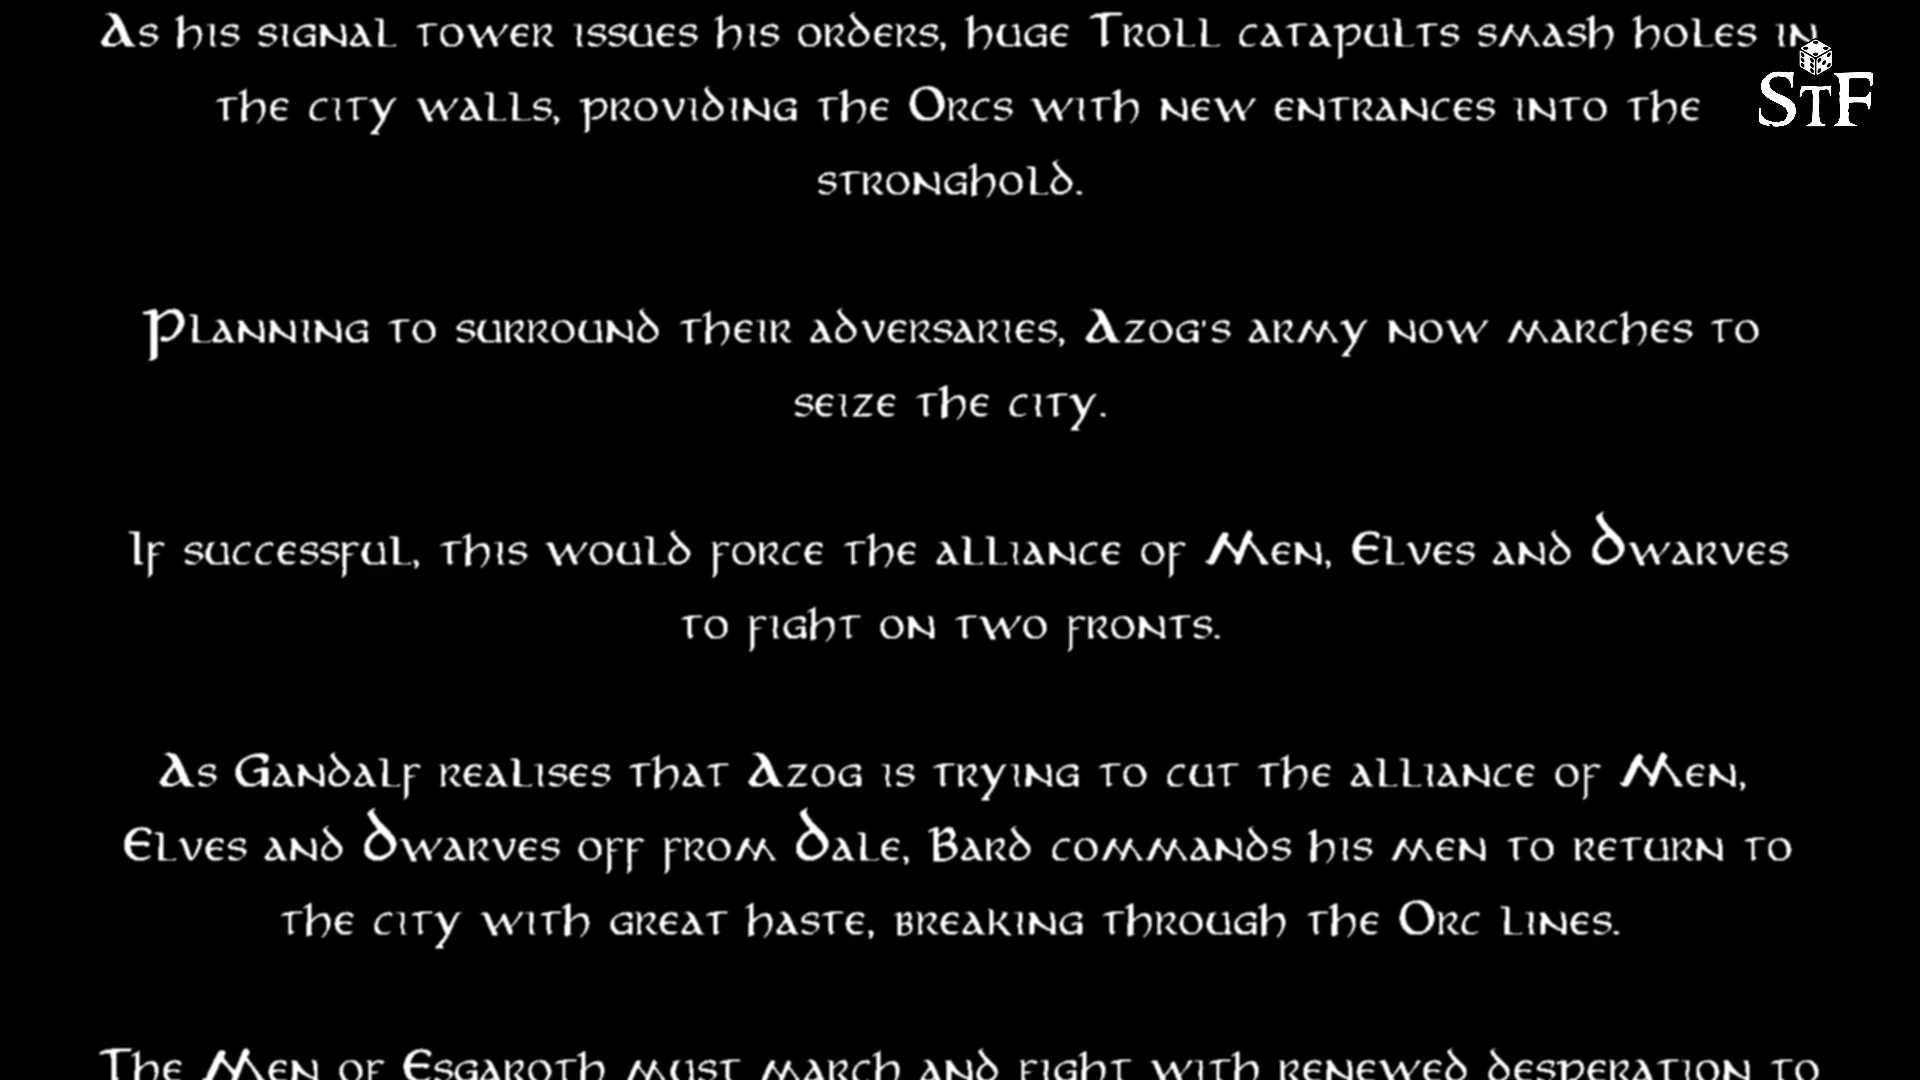 As his signal tower issues his orders, huge Troll catapults smash holes in
the city walls, providing the Orcs with new entrances into the
stronghold.
Planning to surround their adversaries, Azog's army now marches to
seize the city.
If successful, this would force the alliance of Men, Elves and Dwarves
to fight on two fronts.
As Gandalf realises that Azog is trying to cut the alliance of Men,
Elves and Dwarves off from Dale, Bard commands his men to return to
the city with great haste, breaking through the Orc lines.
The Men of Esgaroth must march and fight with renewed desperation to
StF